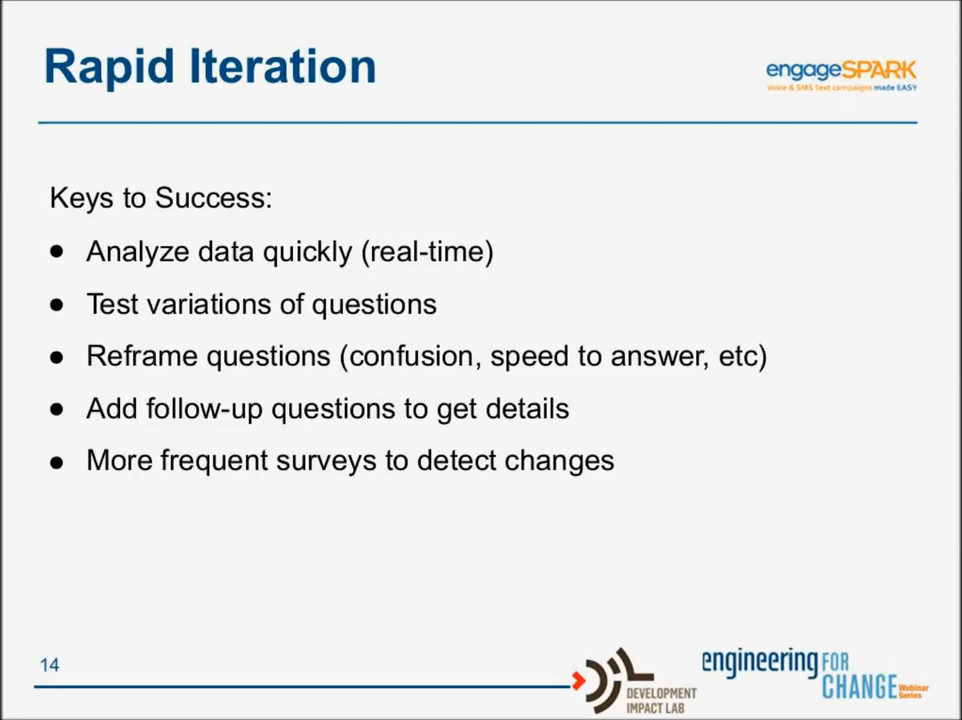 Rapid Iteration
engageSPARK
Voice & SMS Text campaigns made EASY
Keys to Success:
• Analyze data quickly (real-time)
• Test variations of questions
• Reframe questions (confusion, speed to answer, etc)
• Add follow-up questions to get details
• More frequent surveys to detect changes
14
DIL
DEVELOPMENT
IMPACT LAB
engineering FOR
CHANGE Webinar
Series